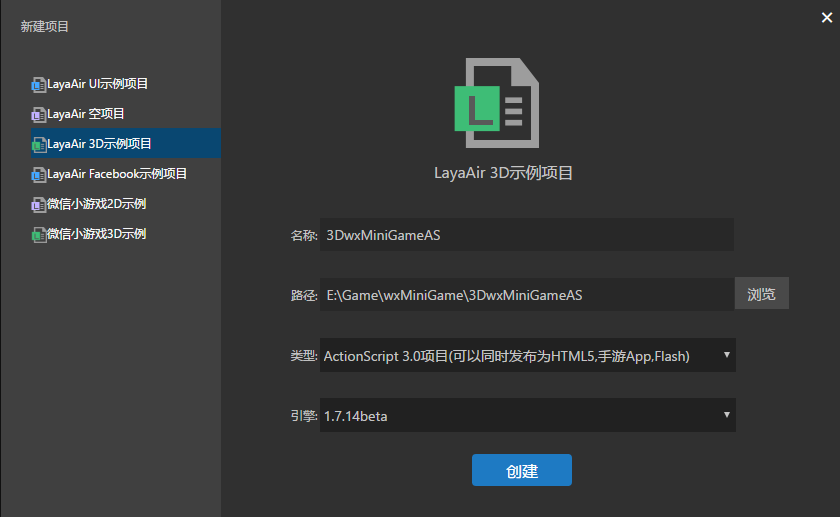 新建项目
LayaAir UI示例项目
LayaAir 空项目
LayaAir 3D示例项目
LayaAir Facebook示例项目
微信小游戏2D示例
微信小游戏3D示例
LayaAir 3D示例项目
名称: 3DwxMiniGameAS
路径: E:\Game\wxMiniGame\3DwxMiniGameAS 浏览
类型: ActionScript 3.0项目(可以同时发布为HTML5,手游App,Flash)
引擎: 1.7.14beta
创建